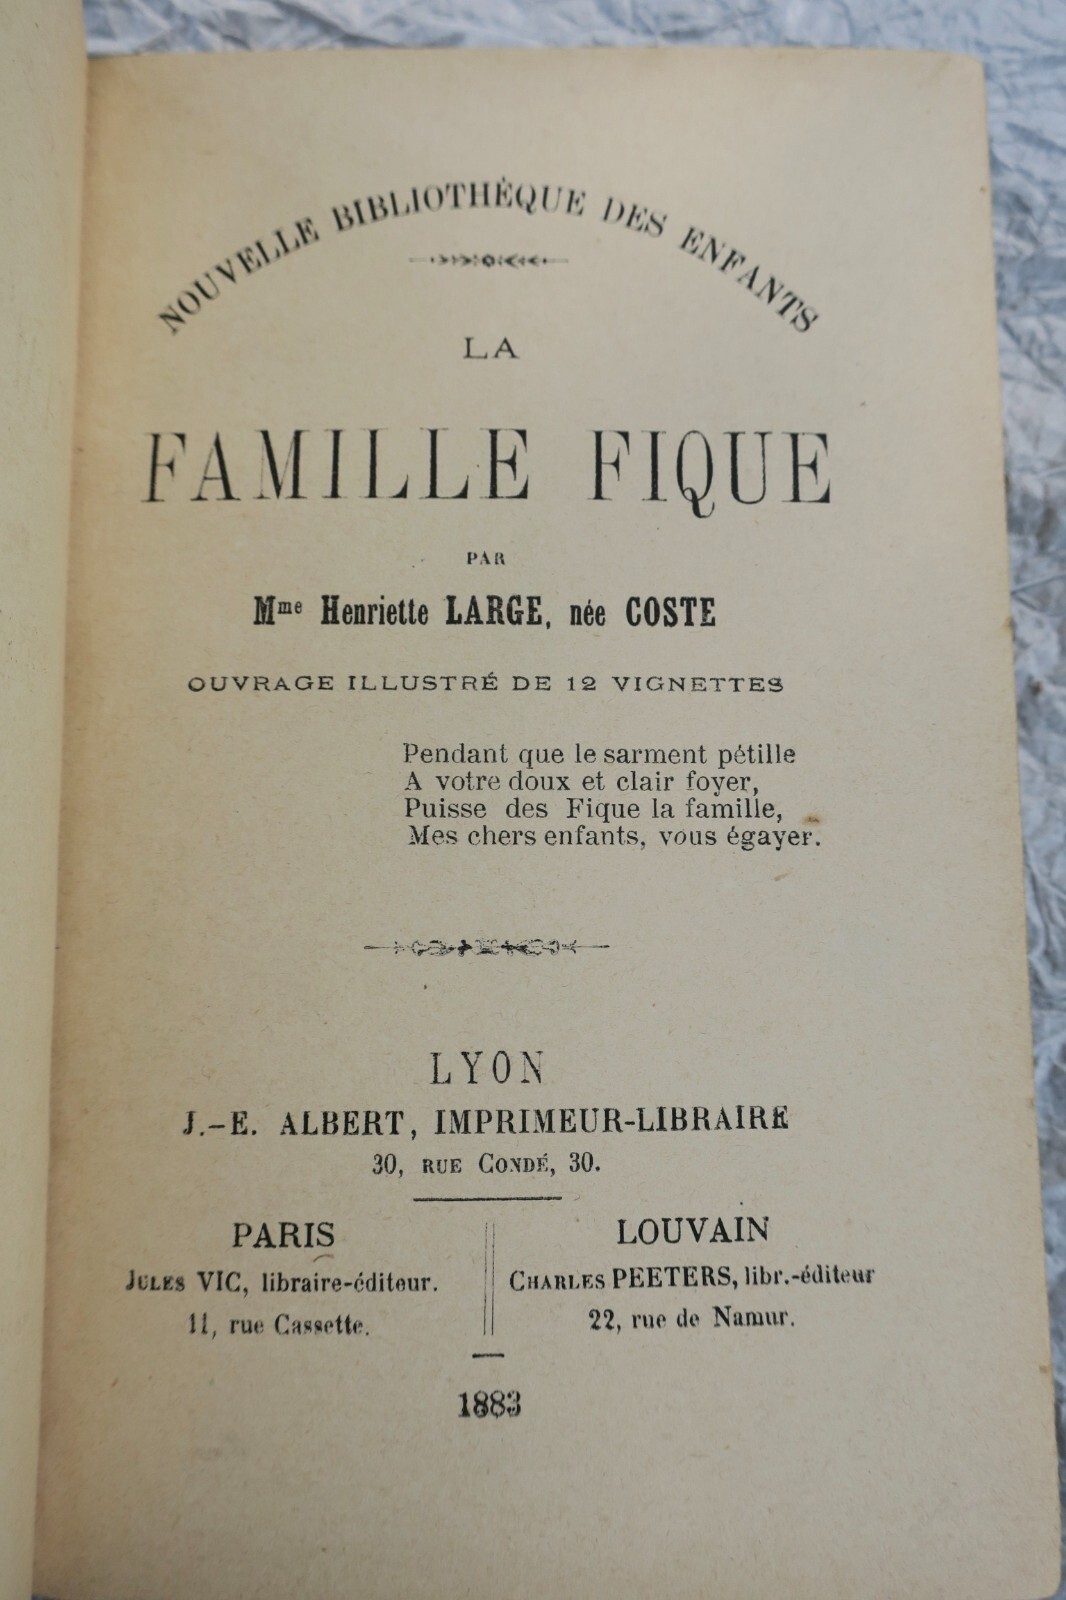 NOUVELLE BIBLIOTHÈQUE DES ENFANTS
LA
FAMILLE FIQUE
PAR
Mme Henriette LARGE, née COSTE
OUVRAGE ILLUSTRÉ DE 12 VIGNETTES
Pendant que le sarment pétille
A votre doux et clair foyer,
Puisse des Fique la famille,
Mes chers enfants, vous égayer.
LYON
J.-E. ALBERT, IMPRIMEUR-LIBRAIRE
30, RUE CONDÉ, 30.
PARIS
JULES VIC, libraire-éditeur.
11, rue Cassette.
LOUVAIN
CHARLES PEETERS, libr.-éditeur
22, rue de Namur.
1883